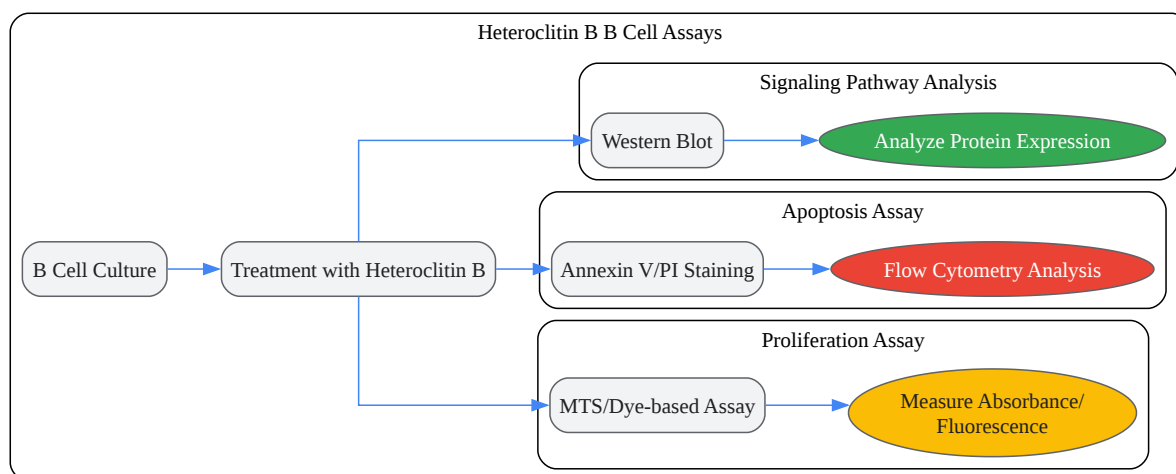 Heteroclitin B B Cell Assays
Signaling Pathway Analysis
Western Blot
Analyze Protein Expression
Apoptosis Assay
B Cell Culture
Treatment with Heteroclitin B
Annexin V/PI Staining
Flow Cytometry Analysis
Proliferation Assay
MTS/Dye-based Assay
Measure Absorbance/
Fluorescence